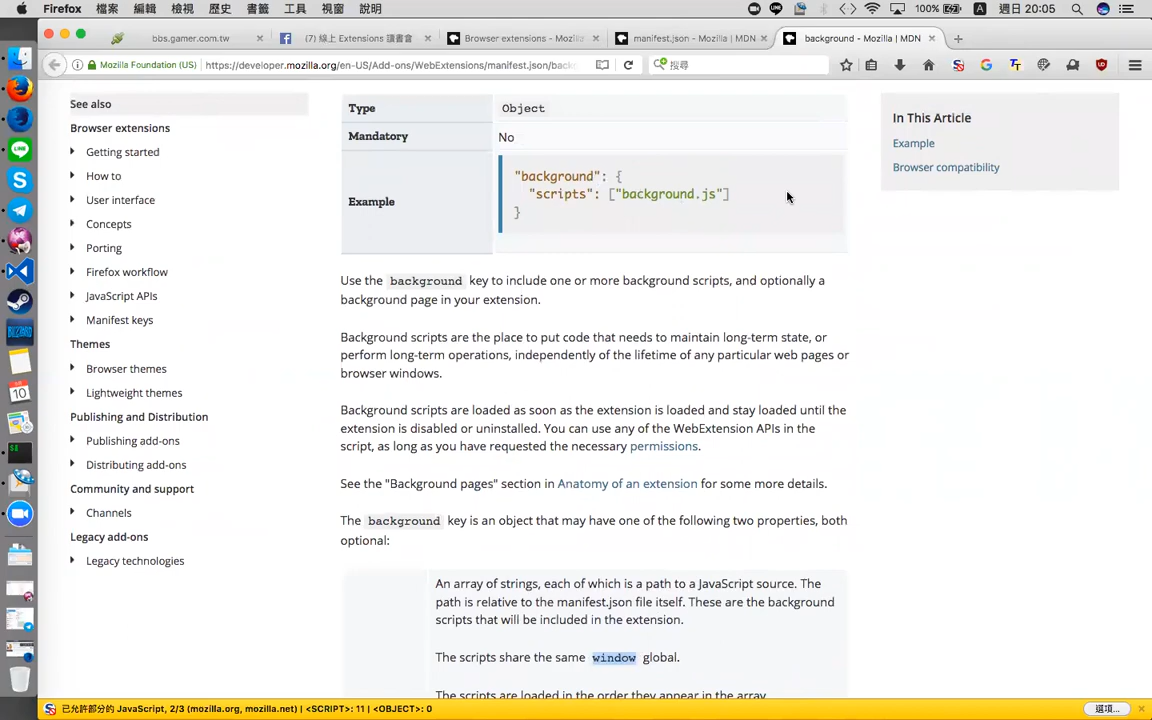 Firefox 檔案 編輯 檢視 歷史 書籤 工具 視窗 說明 100% A 週日 20:05
bbs.gamer.com.tw
(7) 線上 Extensions 讀書會
Browser extensions - Mozilla
manifest.json - Mozilla | MDN
background - Mozilla | MDN
Mozilla Foundation (US) https://developer.mozilla.org/en-US/Add-ons/WebExtensions/manifest.json/back 搜尋
See also
Browser extensions
Getting started
How to
User interface
Concepts
Porting
Firefox workflow
JavaScript APIs
Manifest keys
Themes
Browser themes
Lightweight themes
Publishing and Distribution
Publishing add-ons
Distributing add-ons
Community and support
Channels
Legacy add-ons
Legacy technologies
Type Object
Mandatory No
Example
"background": {
"scripts": ["background.js"]
}
Use the background key to include one or more background scripts, and optionally a
background page in your extension.
Background scripts are the place to put code that needs to maintain long-term state, or
perform long-term operations, independently of the lifetime of any particular web pages or
browser windows.
Background scripts are loaded as soon as the extension is loaded and stay loaded until the
extension is disabled or uninstalled. You can use any of the WebExtension APIs in the
script, as long as you have requested the necessary permissions.
See the "Background pages" section in Anatomy of an extension for some more details.
The background key is an object that may have one of the following two properties, both
optional:
An array of strings, each of which is a path to a JavaScript source. The
path is relative to the manifest.json file itself. These are the background
scripts that will be included in the extension.
The scripts share the same window global.
The scripts are loaded in the order they appear in the array.
In This Article
Example
Browser compatibility
已允許部分的 JavaScript, 2/3 (mozilla.org, mozilla.net) | <SCRIPT>: 11 | <OBJECT>: 0
選項...